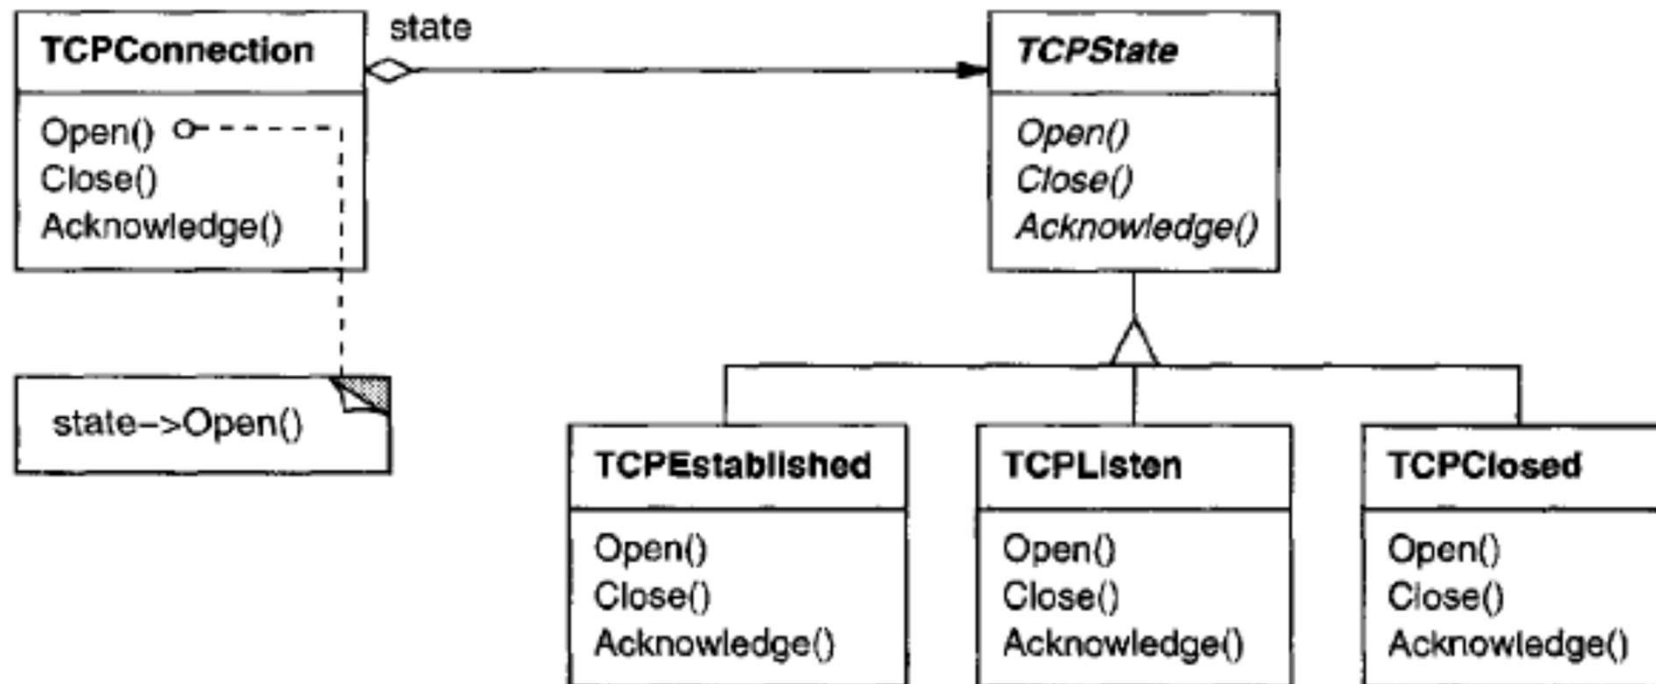 TCPConnection
Open()
Close()
Acknowledge()
state
TCPState
Open()
Close()
Acknowledge()
state->Open()
TCPEstablished
Open()
Close()
Acknowledge()
TCPListen
Open()
Close()
Acknowledge()
TCPClosed
Open()
Close()
Acknowledge()